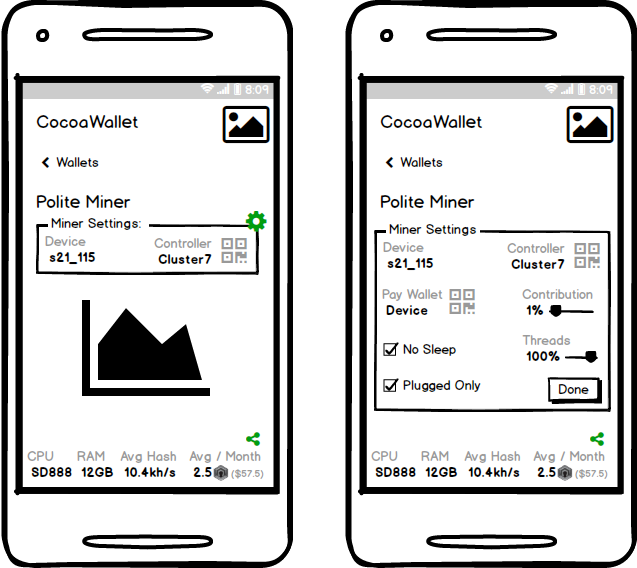 8:09
CocoaWallet
Wallets
Polite Miner
Miner Settings:
Device Controller
s21_115 Cluster7
CPU RAM Avg Hash Avg / Month
SD888 12GB 10.4kh/s 2.5 ($57.5)
8:09
CocoaWallet
Wallets
Polite Miner
Miner Settings
Device Controller
s21_115 Cluster7
Pay Wallet Contribution
Device 1%
No Sleep Threads
100%
Plugged Only Done
CPU RAM Avg Hash Avg / Month
SD888 12GB 10.4kh/s 2.5 ($57.5)